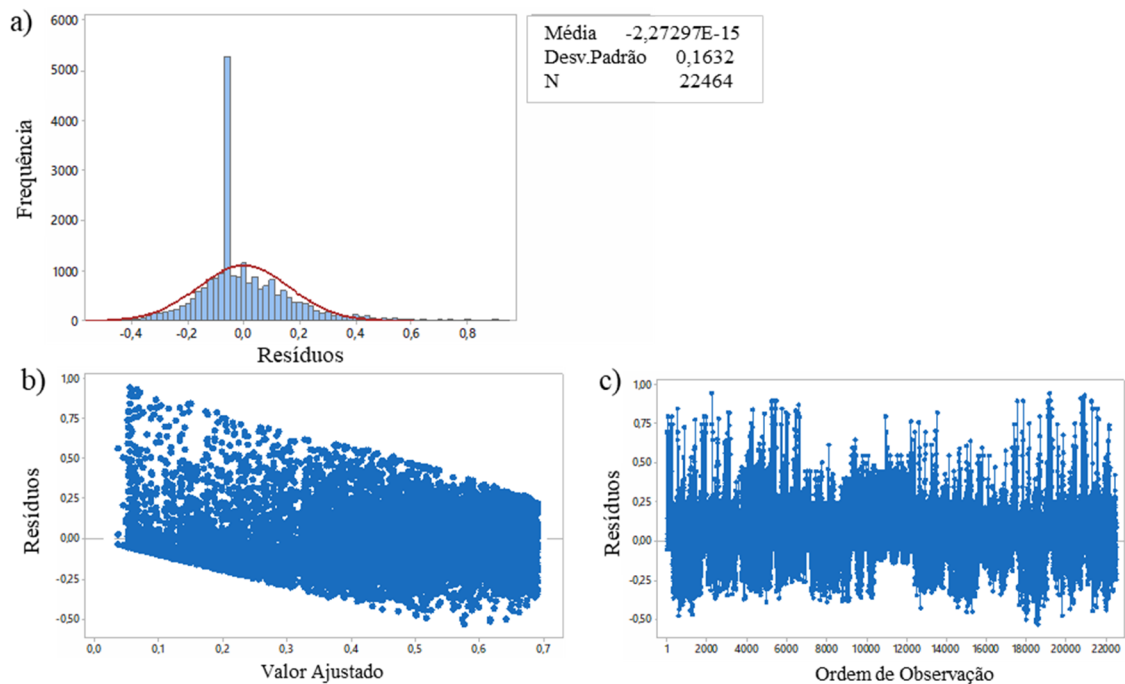 a)
6000
5000
4000
3000
2000
1000
0
Frequência
-0,4 -0,2 0,0 0,2 0,4 0,6 0,8
Resíduos
Média -2,27297E-15
Desv.Padrão 0,1632
N 22464
b)
1,00
0,75
0,50
0,25
0,00
-0,25
-0,50
Resíduos
0,0 0,1 0,2 0,3 0,4 0,5 0,6 0,7
Valor Ajustado
c)
1,00
0,75
0,50
0,25
0,00
-0,25
-0,50
Resíduos
1 2000 4000 6000 8000 10000 12000 14000 16000 18000 20000 22000
Ordem de Observação